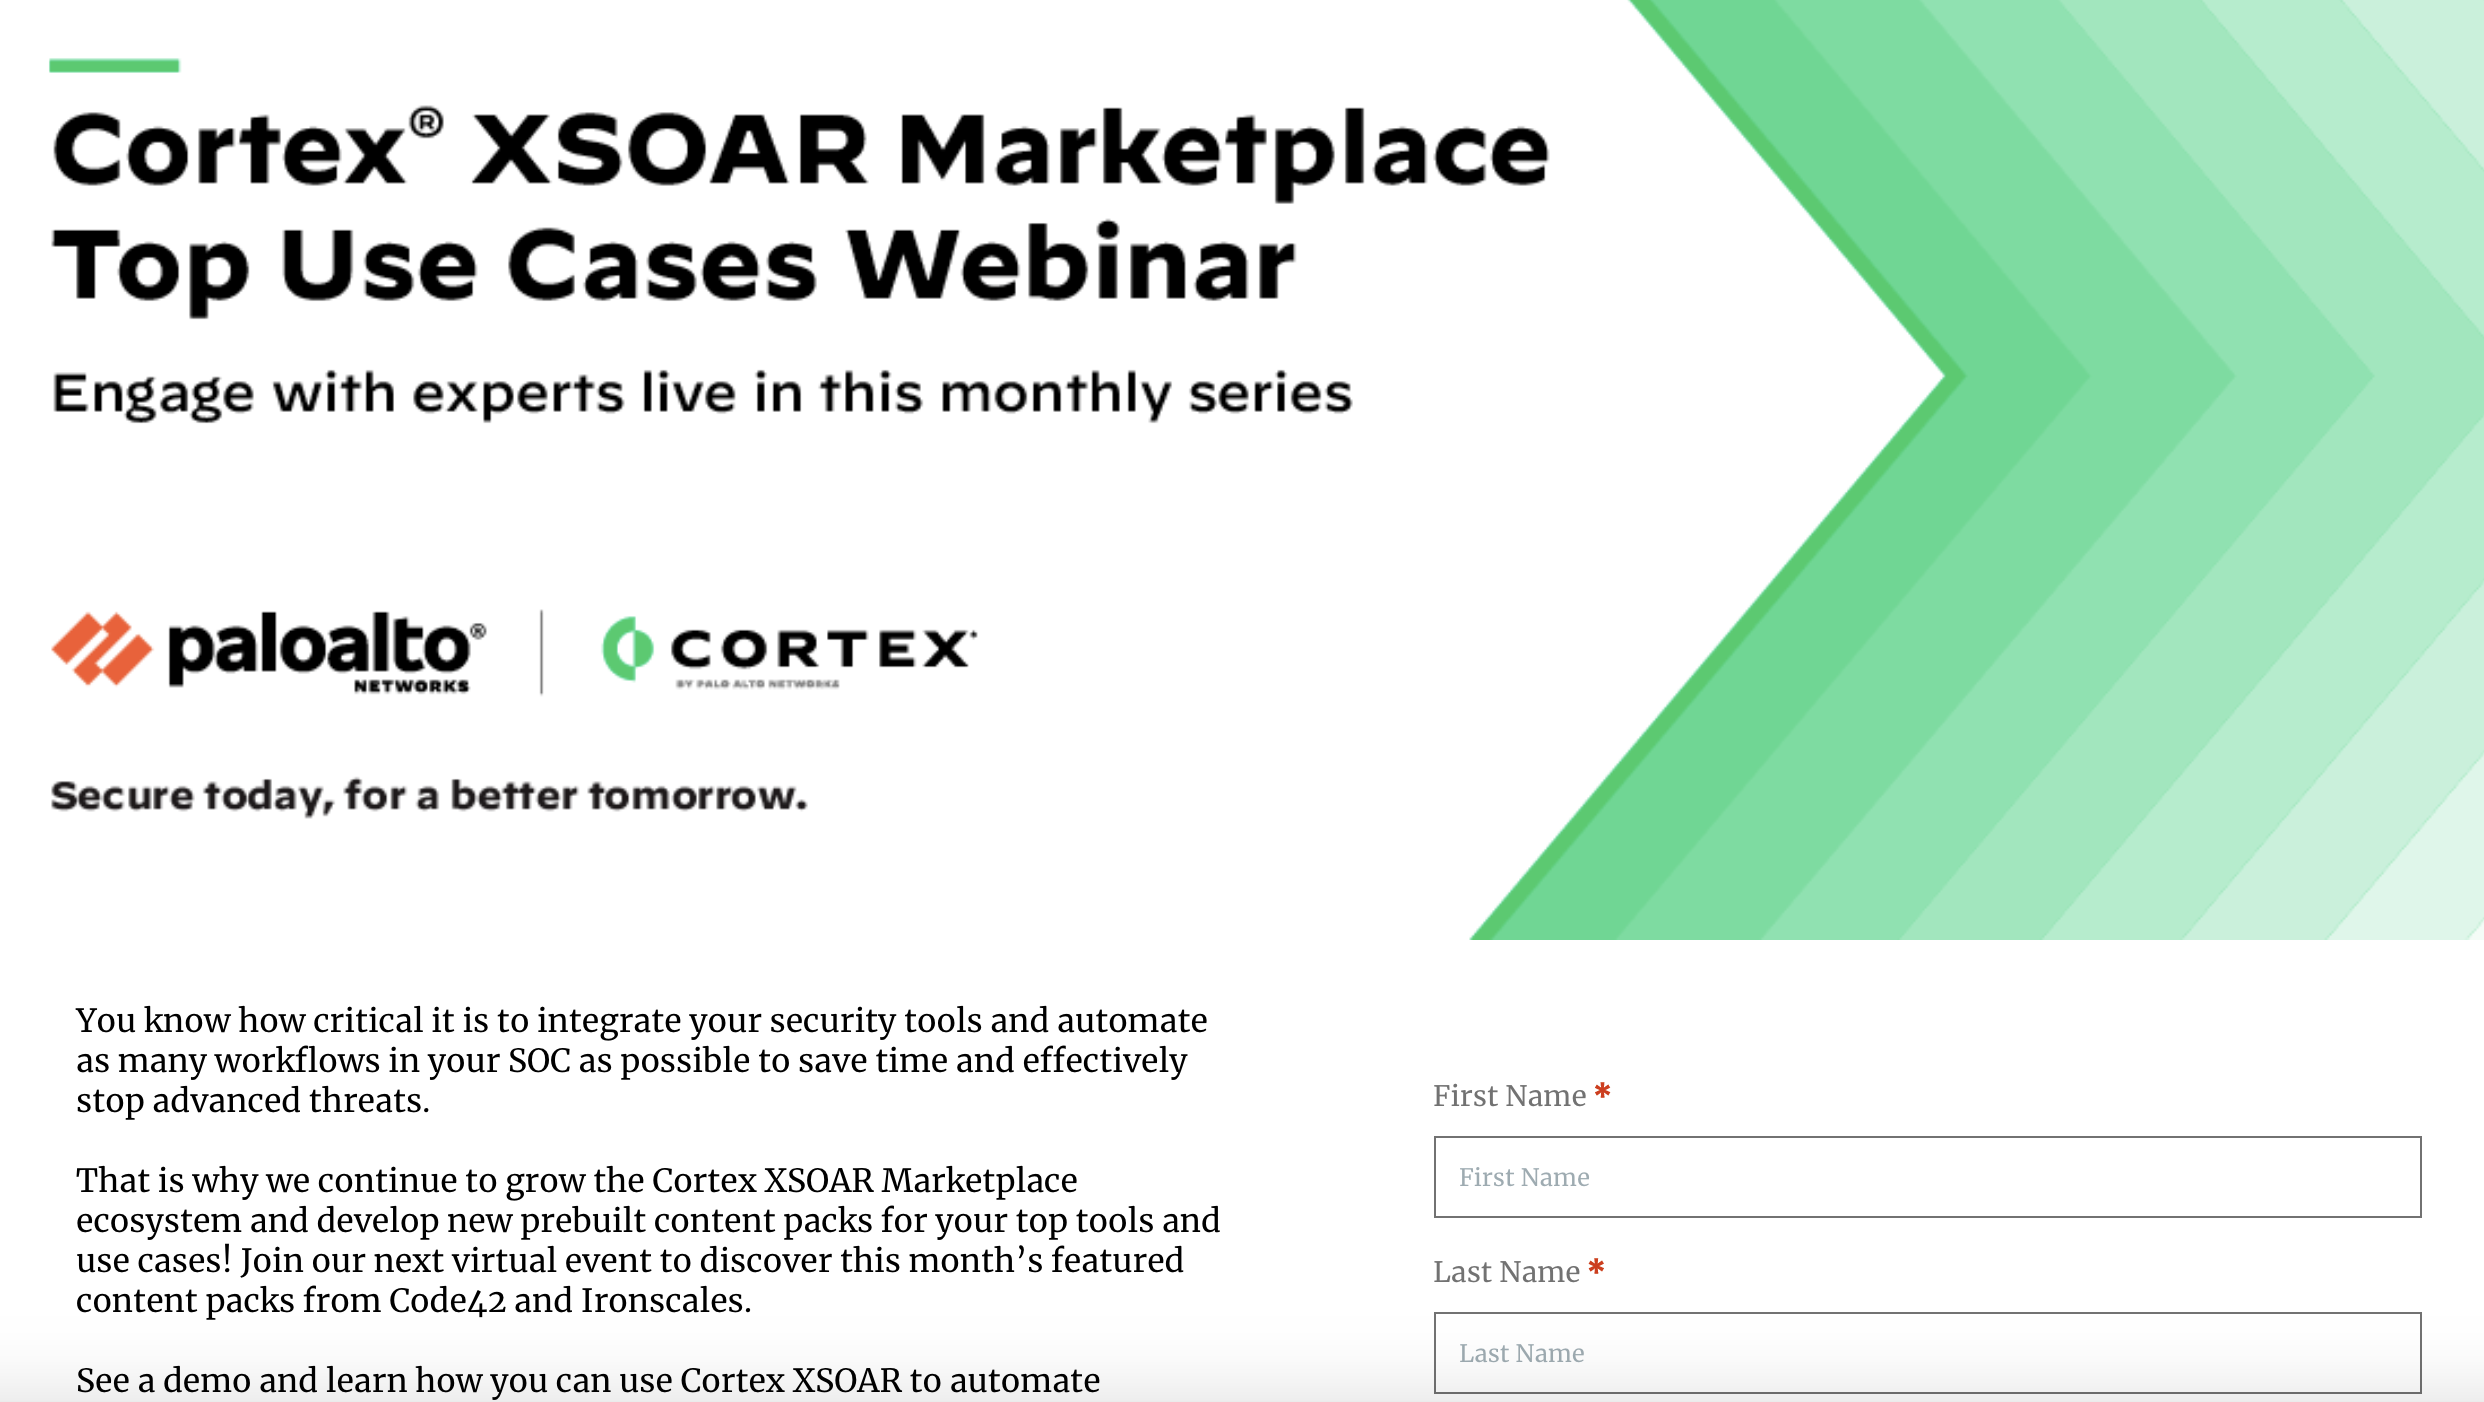 Cortex® XSOAR Marketplace
Top Use Cases Webinar
Engage with experts live in this monthly series
paloalto®
NETWORKS
CORTEX
BY PALO ALTO NETWORKS
Secure today, for a better tomorrow.
You know how critical it is to integrate your security tools and automate
as many workflows in your SOC as possible to save time and effectively
stop advanced threats.
That is why we continue to grow the Cortex XSOAR Marketplace
ecosystem and develop new prebuilt content packs for your top tools and
use cases! Join our next virtual event to discover this month’s featured
content packs from Code42 and Ironscales.
See a demo and learn how you can use Cortex XSOAR to automate
First Name *
First Name
Last Name *
Last Name